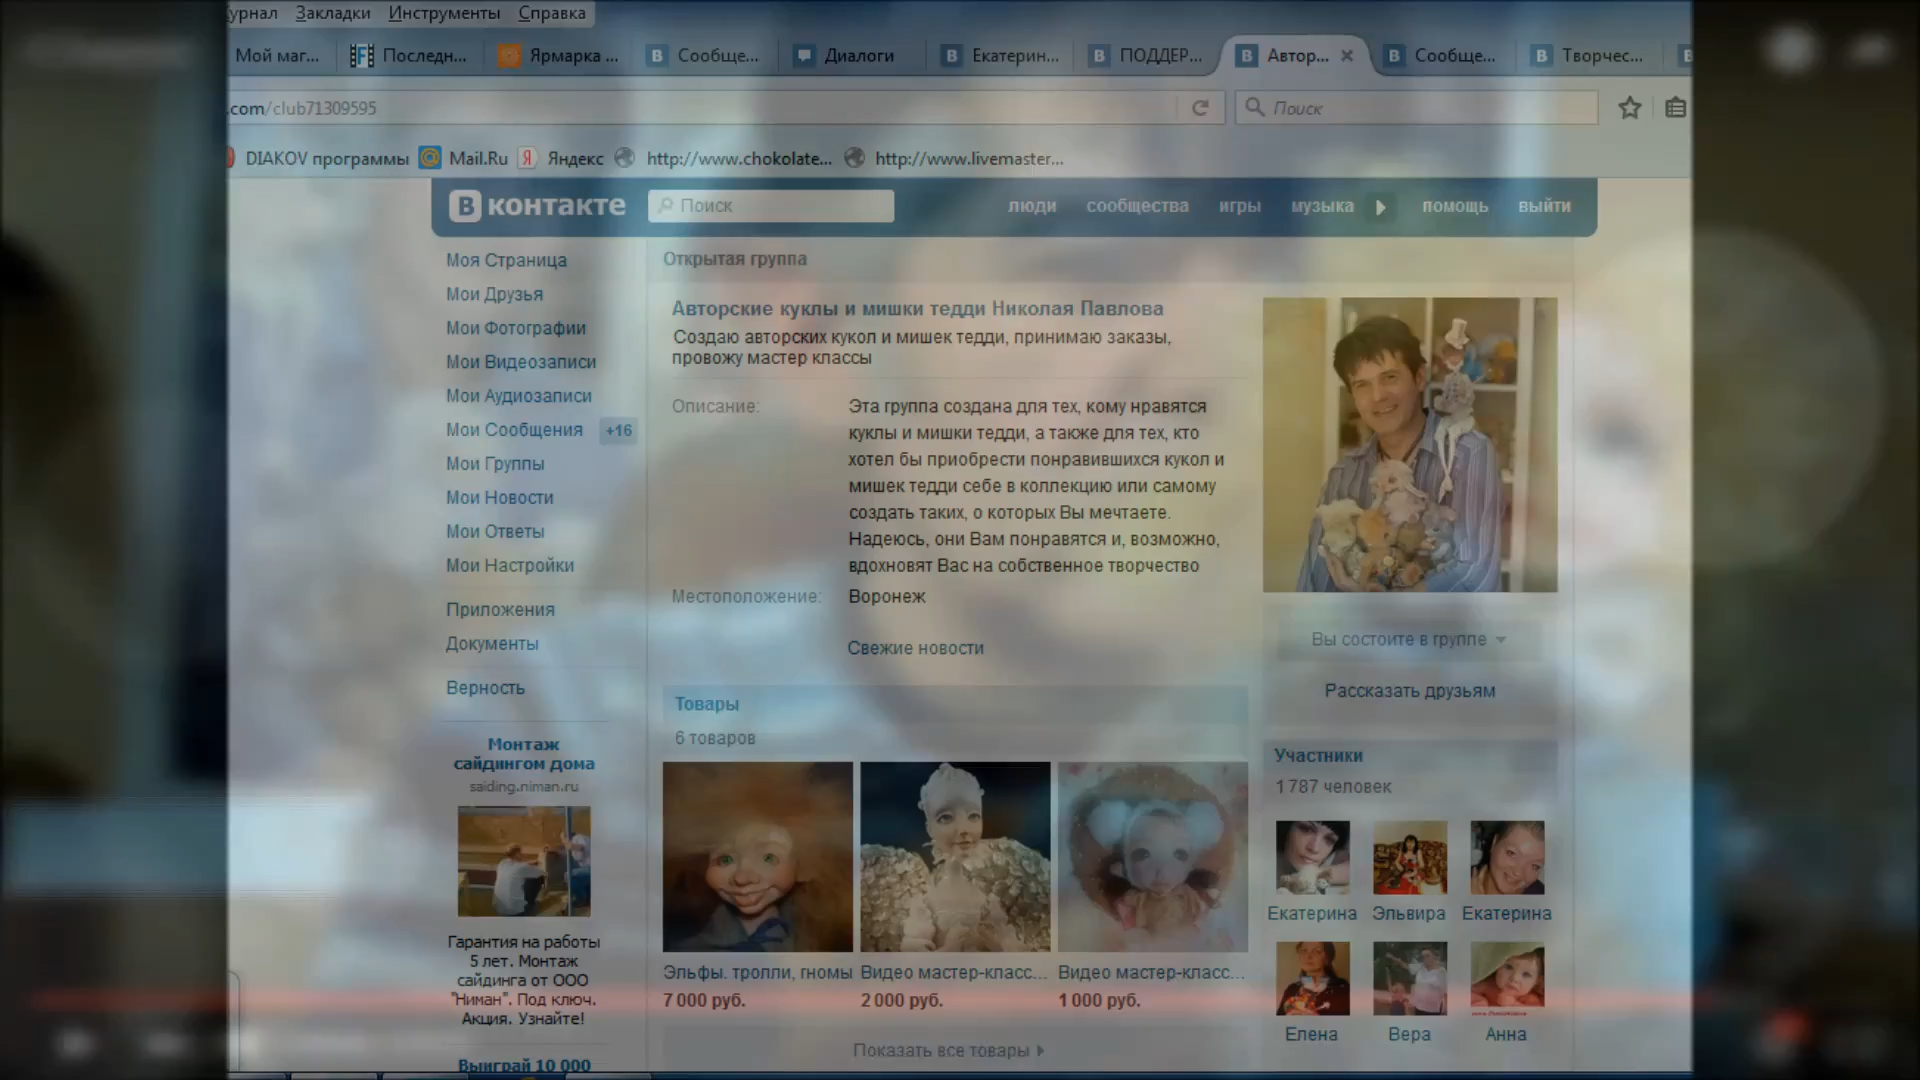 урнал Закладки Инструменты Справка
Мой маг... Последн... Ярмарка ... Сообще... Диалоги Екатерин... ПОДДЕР... Автор... Сообще... Творчес...
.com/club71309595 Поиск
DIAKOV программы Mail.Ru Яндекс http://www.chokolate... http://www.livemaster...
В контакте Поиск люди сообщества игры музыка помощь выйти
Моя Страница
Мои Друзья
Мои Фотографии
Мои Видеозаписи
Мои Аудиозаписи
Мои Сообщения +16
Мои Группы
Мои Новости
Мои Ответы
Мои Настройки
Приложения
Документы
Верность
Монтаж
сайдингом дома
saiding.niman.ru
Гарантия на работы
5 лет. Монтаж
сайдинга от ООО
"Ниман". Под ключ.
Акция. Узнайте!
Выиграй 10 000
Открытая группа
Авторские куклы и мишки тедди Николая Павлова
Создаю авторских кукол и мишек тедди, принимаю заказы,
провожу мастер классы
Описание: Эта группа создана для тех, кому нравятся
куклы и мишки тедди, а также для тех, кто
хотел бы приобрести понравившихся кукол и
мишек тедди себе в коллекцию или самому
создать таких, о которых Вы мечтаете.
Надеюсь, они Вам понравятся и, возможно,
вдохновят Вас на собственное творчество
Местоположение: Воронеж
Свежие новости
Товары
6 товаров
Эльфы. тролли, гномы Видео мастер-класс... Видео мастер-класс...
7 000 руб. 2 000 руб. 1 000 руб.
Показать все товары
Вы состоите в группе
Рассказать друзьям
Участники
1 787 человек
Екатерина Эльвира Екатерина
Елена Вера Анна